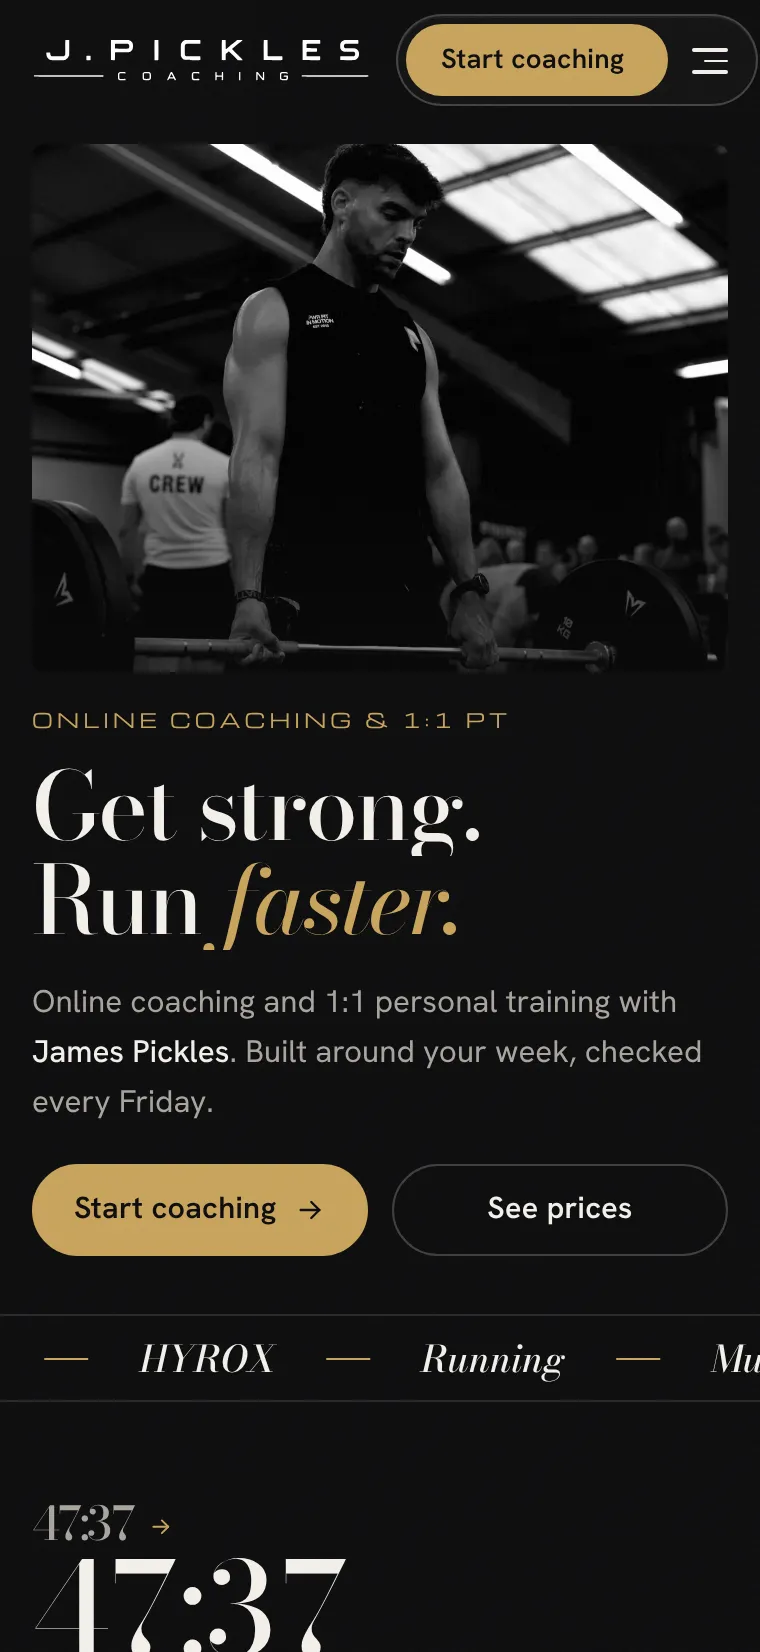 J.PICKLES
COACHING
Start coaching
CREW
KG
ONLINE COACHING & 1:1 PT
Get strong.
Run faster.
Online coaching and 1:1 personal training with
James Pickles. Built around your week, checked
every Friday.
Start coaching →
See prices
— HYROX — Running — Mu
47:37 →
47:37